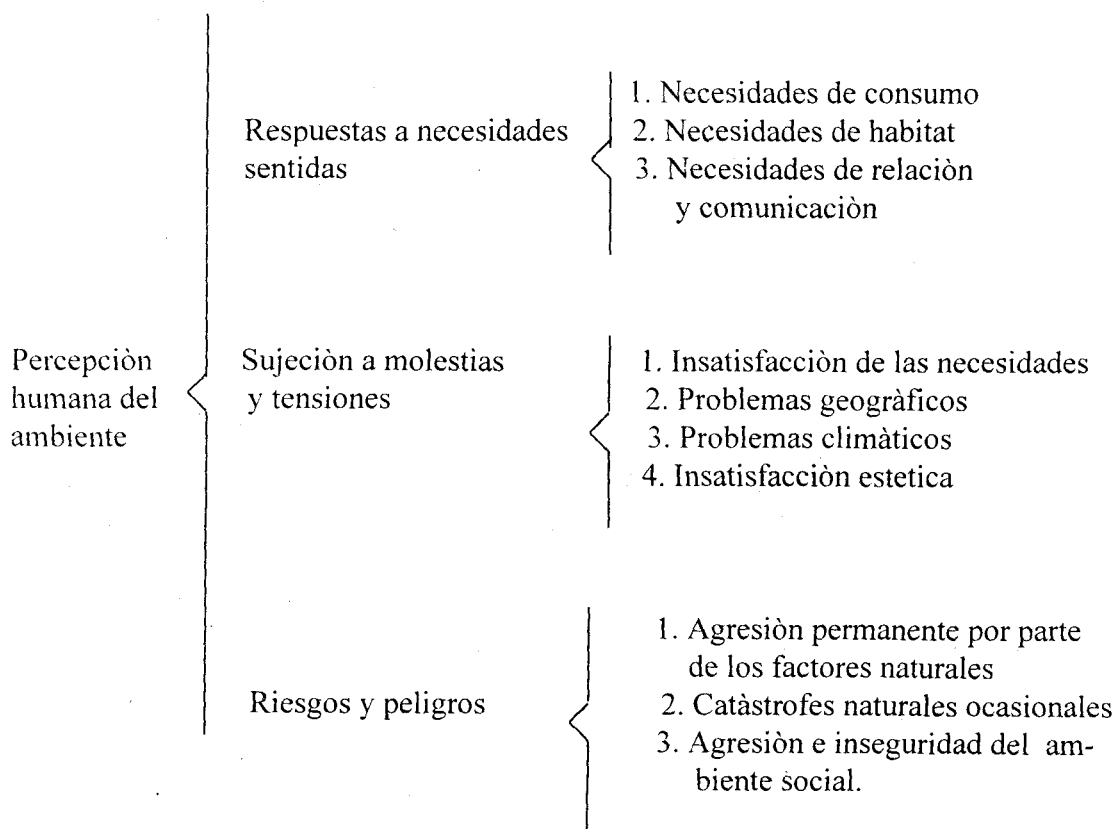 Percepciòn
humana del
ambiente
Respuestas a necesidades
sentidas
1. Necesidades de consumo
2. Necesidades de habitat
3. Necesidades de relaciòn
y comunicaciòn
Sujeciòn a molestias
y tensiones
1. Insatisfacciòn de las necesidades
2. Problemas geogràficos
3. Problemas climàticos
4. Insatisfacciòn estetica
Riesgos y peligros
1. Agresiòn permanente por parte
de los factores naturales
2. Catàstrofes naturales ocasionales
3. Agresiòn e inseguridad del am-
biente social.